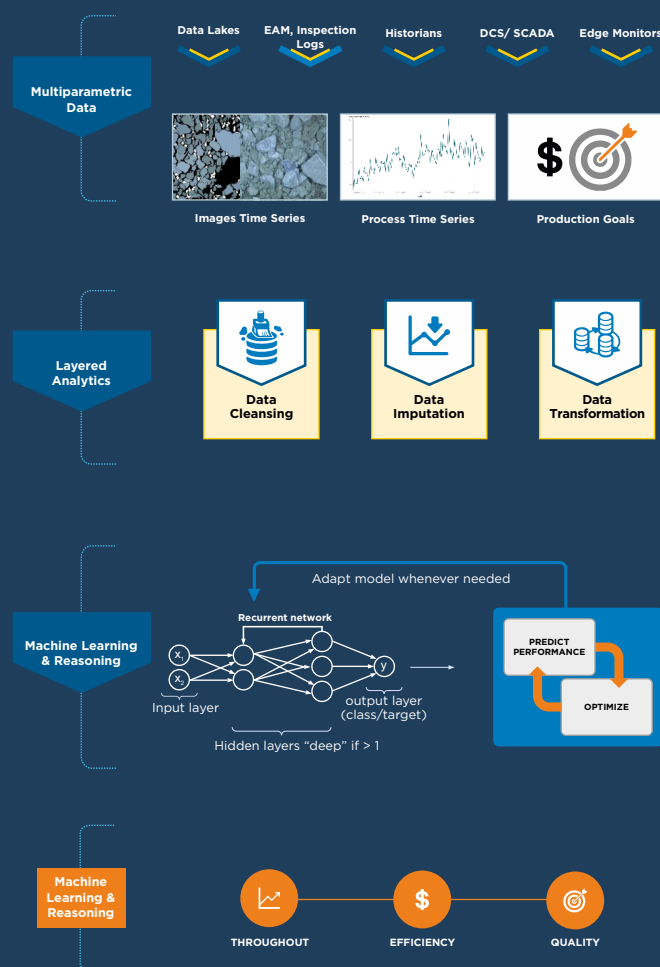 Data Lakes
EAM, Inspection
Logs
Historians
DCS/ SCADA
Edge Monitors
Multiparametric
Data
$
Images Time Series
Process Time Series
Production Goals
Layered
Analytics
Data
Cleansing
Data
Imputation
Data
Transformation
Adapt model whenever needed
Recurrent network
Machine Learning
& Reasoning
x₁
x₂
y
Input layer
output layer
(class/target)
Hidden layers “deep” if > 1
PREDICT
PERFORMANCE
OPTIMIZE
Machine
Learning &
Reasoning
$
THROUGHOUT
EFFICIENCY
QUALITY